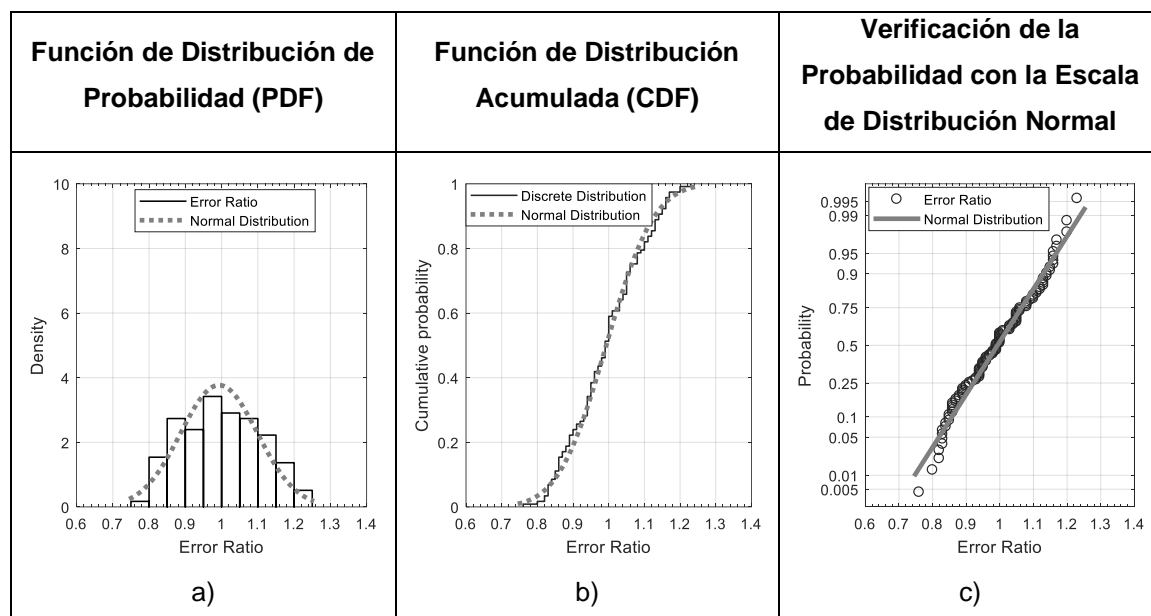 Función de Distribución de
Probabilidad (PDF)
Función de Distribución
Acumulada (CDF)
Verificación de la
Probabilidad con la Escala
de Distribución Normal
Error Ratio
Normal Distribution
10
8
6
4
2
0
Density
0.6 0.7 0.8 0.9 1.0 1.1 1.2 1.3 1.4
Error Ratio
a)
Discrete Distribution
Normal Distribution
1
0.8
0.6
0.4
0.2
0
Cumulative probability
0.6 0.7 0.8 0.9 1 1.1 1.2 1.3 1.4
Error Ratio
b)
Error Ratio
Normal Distribution
0.995
0.99
0.95
0.9
0.75
0.5
0.25
0.1
0.05
0.01
0.005
Probability
0.6 0.7 0.8 0.9 1 1.1 1.2 1.3 1.4
Error Ratio
c)